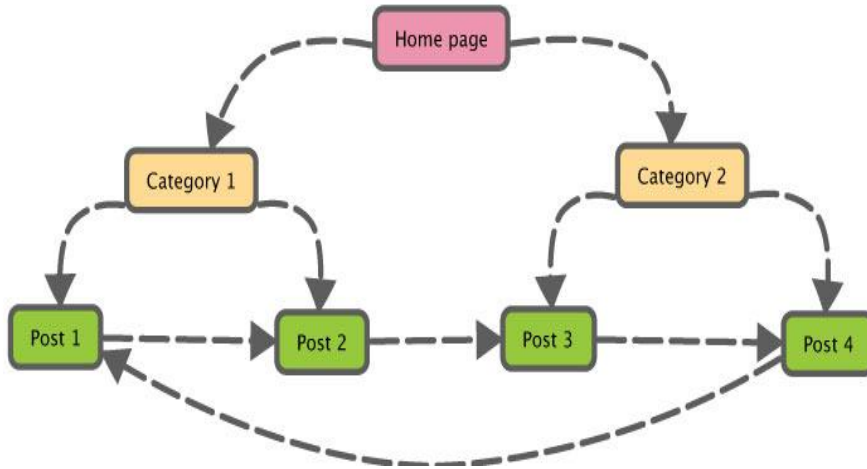 Home page
Category 1
Category 2
Post 1
Post 2
Post 3
Post 4